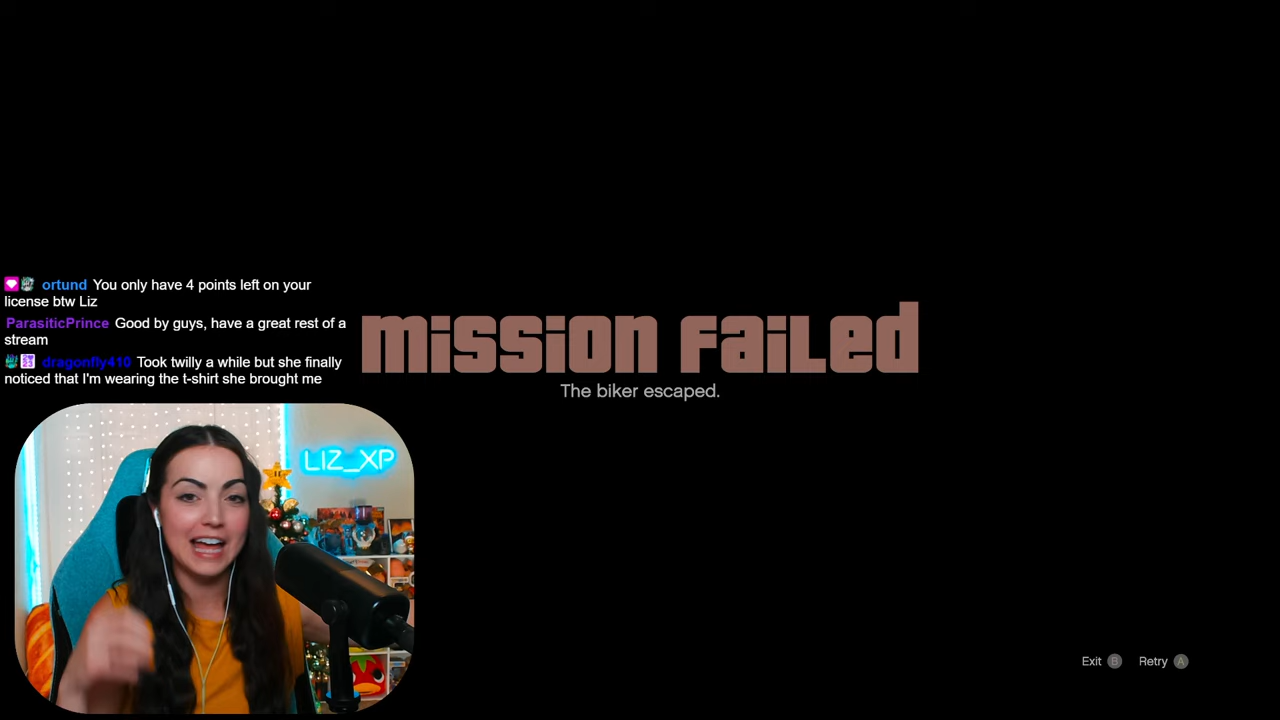 ortund You only have 4 points left on your
license btw Liz
ParasiticPrince Good by guys, have a great rest of a
stream
dragonfly410 Took twilly a while but she finally
noticed that I'm wearing the t-shirt she brought me
mission failed
The biker escaped.
LIZ_XP
Exit B Retry A